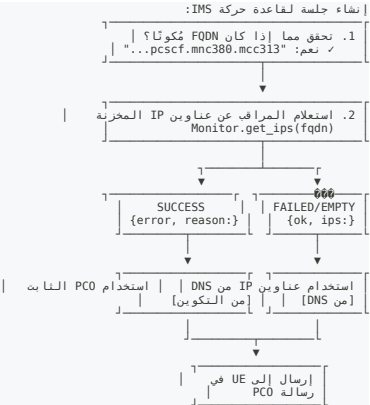 إنشاء جلسة لقاعدة حركة IMS:
1. تحقق مما إذا كان FQDN مُكونًا؟
✓ نعم: "pcscf.mnc380.mcc313..."
2. استعلام المراقب عن عناوين IP المخزنة
Monitor.get_ips(fqdn)
SUCCESS
{error, reason:}
FAILED/EMPTY
{ok, ips:}
استخدام عناوين IP من DNS
[من DNS]
استخدام PCO الثابت
[من التكوين]
إرسال إلى UE في
رسالة PCO